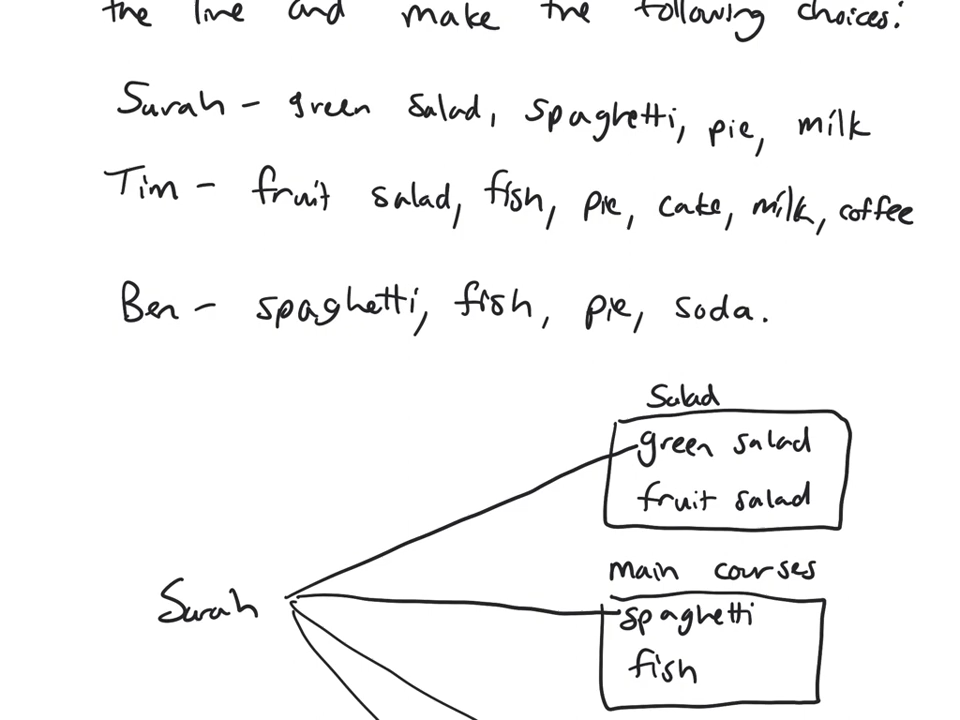 the line and make the following choices:
Sarah - green salad, spaghetti, pie, milk
Tim - fruit salad, fish, pie, cake, milk, coffee
Ben - spaghetti, fish, pie, soda.
Salad
green salad
fruit salad
main courses
Sarah
spaghetti
fish